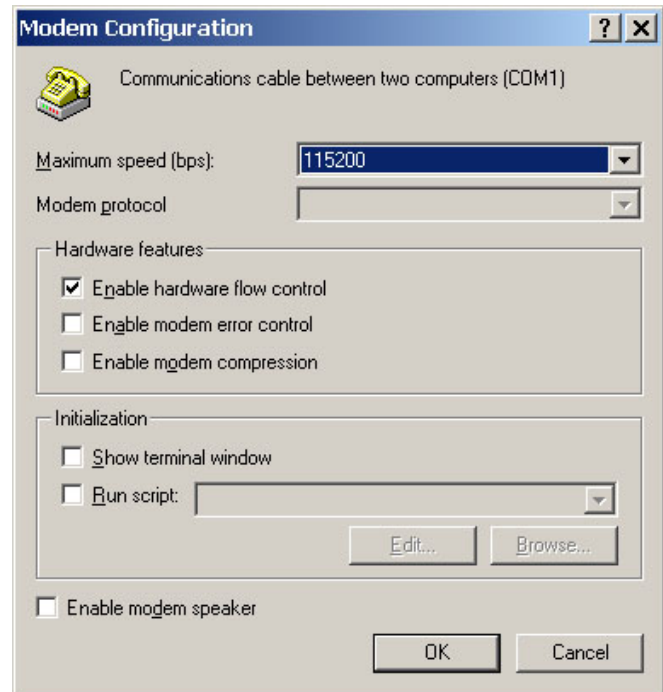 Modem Configuration
Communications cable between two computers (COM1)
Maximum speed (bps): 115200
Modem protocol
Hardware features
Enable hardware flow control
Enable modem error control
Enable modem compression
Initialization
Show terminal window
Run script:
Edit... Browse...
Enable modem speaker
OK Cancel